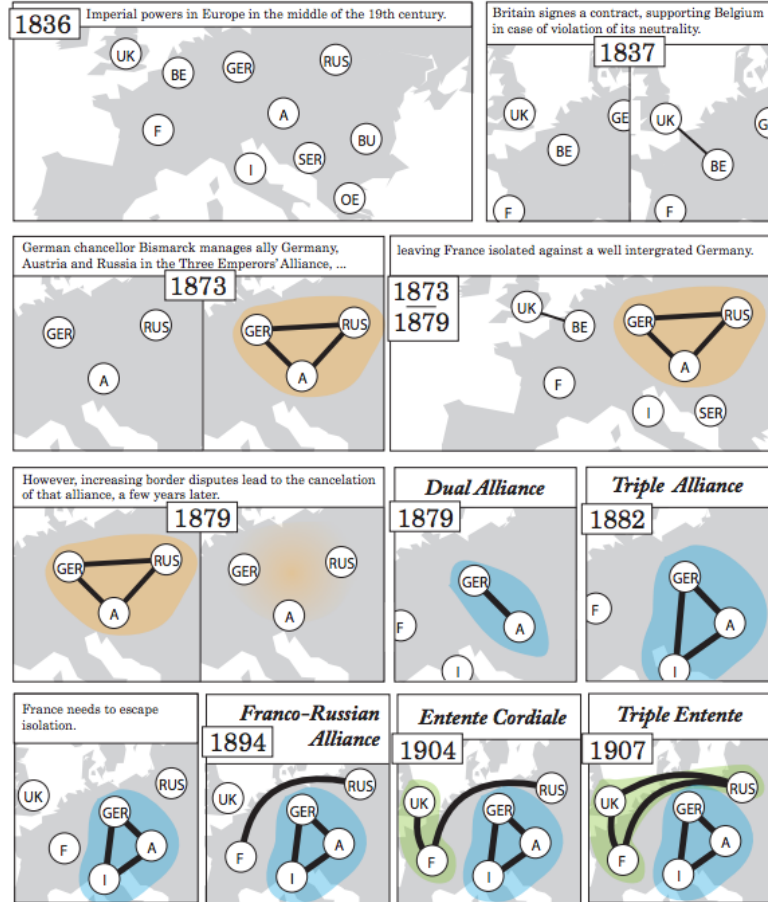 1836
Imperial powers in Europe in the middle of the 19th century.
UK
BE
GER
RUS
F
A
BU
I
SER
OE
Britain signs a contract, supporting Belgium
in case of violation of its neutrality.
1837
UK
GE
BE
F
UK
G
BE
F
German chancellor Bismarck manages ally Germany,
Austria and Russia in the Three Emperors' Alliance, ...
1873
GER
RUS
A
GER
RUS
A
leaving France isolated against a well intergrated Germany.
1873
1879
UK
BE
GER
RUS
F
A
I
SER
However, increasing border disputes lead to the cancelation
of that alliance, a few years later.
1879
GER
RUS
A
GER
RUS
A
Dual Alliance
1879
GER
F
A
I
Triple Alliance
1882
GER
F
A
I
France needs to escape
isolation.
UK
RUS
GER
F
A
I
Franco-Russian
Alliance
1894
UK
RUS
GER
F
A
I
Entente Cordiale
1904
UK
RUS
GER
F
A
I
Triple Entente
1907
UK
RUS
GER
F
A
I